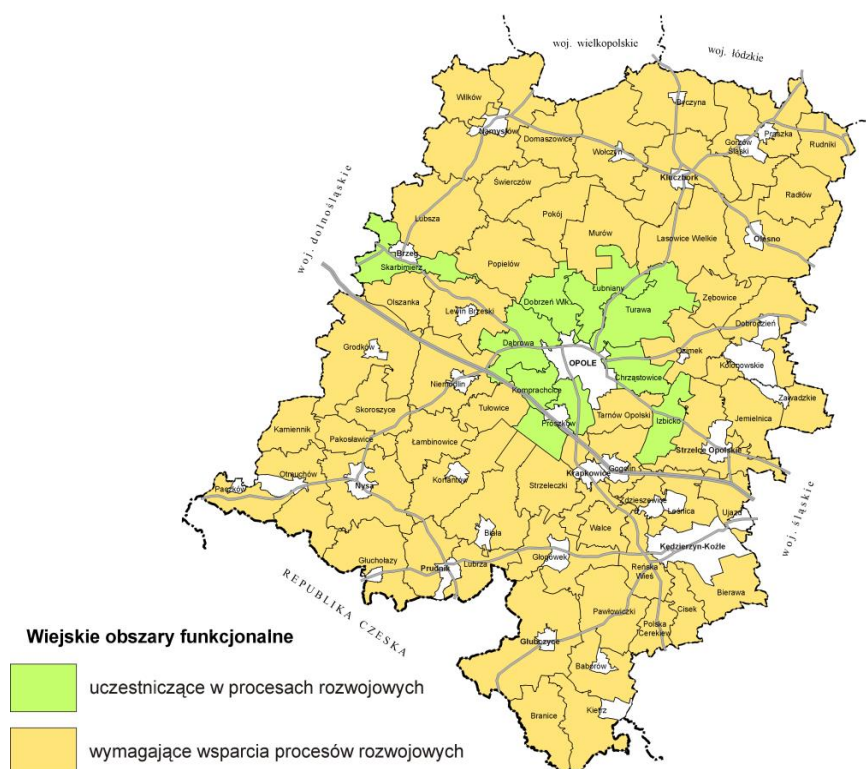 woj. wielkopolskie
woj. łódzkie
Wilków
Byczyna
Namysłów
Domaszowice
Wołczyn
Gorzów
Śląski
Praszka
Rudniki
Kluczbork
Świerczów
Radłów
woj. dolnośląskie
Lubsza
Pokój
Murów
Lasowice Wielkie
Olesno
Brzeg
Skarbimierz
Popielów
Olszanka
Lewin Brzeski
Dobrzeń Wlk.
Łubniany
Turawa
Zębowice
Dobrodzień
Grodków
Dąbrowa
OPOLE
Ozimek
Kolonowskie
Niemodlin
Komprachcice
Chrząstowice
Zawadzkie
Skoroszyce
Tułowice
Prószków
Tarnów Opolski
Izbicko
Jemielnica
Kamiennik
Pakosławice
Łambinowice
Strzelce Opolskie
Paczków
Otmuchów
Nysa
Korfantów
Strzeleczki
Krapkowice
Gogolin
Zdzieszowice
Leśnica
Ujazd
woj. śląskie
Biała
Walce
Kędzierzyn-Koźle
Głuchołazy
Prudnik
Lubrza
Głogówek
Reńska
Wieś
Bierawa
REPUBLIKA CZESKA
Pawłowiczki
Polska
Cerekiew
Cisek
Głubczyce
Baborów
Branice
Kietrz
Wiejskie obszary funkcjonalne
uczestniczące w procesach rozwojowych
wymagające wsparcia procesów rozwojowych